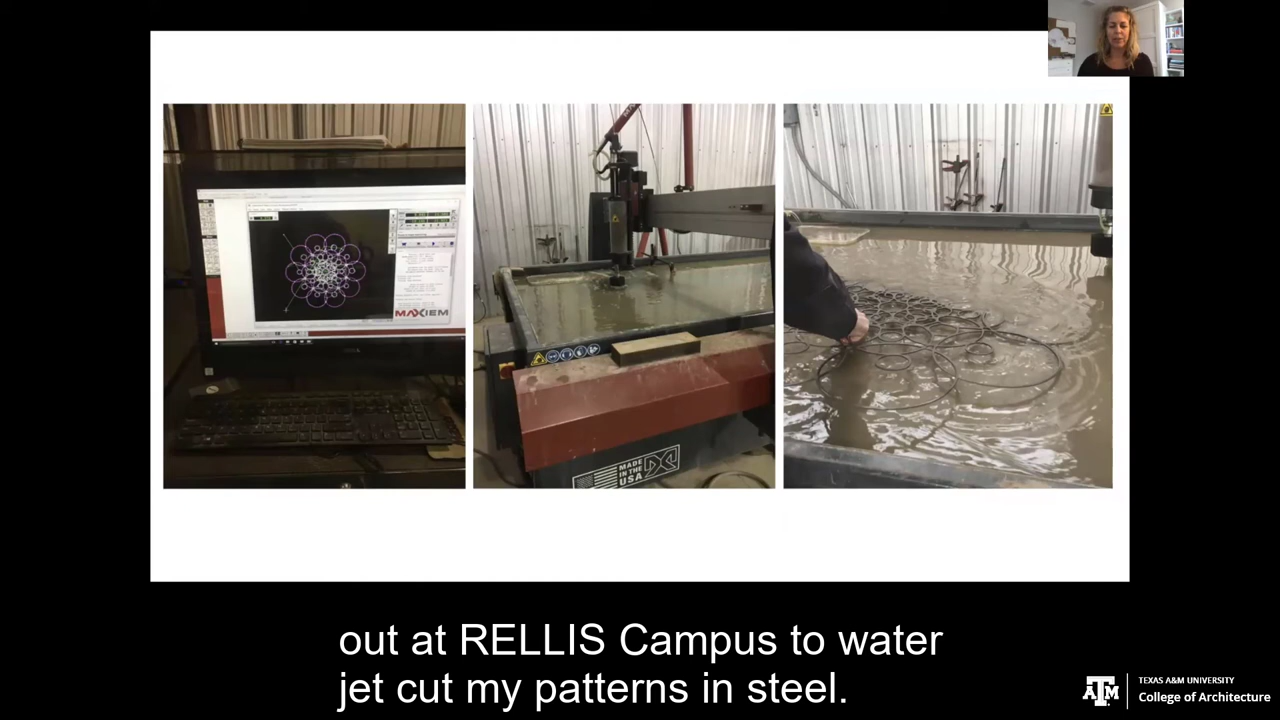 MAXIEM
MADE
IN THE
USA
out at RELLIS Campus to water
jet cut my patterns in steel.
ATM
TEXAS A&M UNIVERSITY
College of Architecture